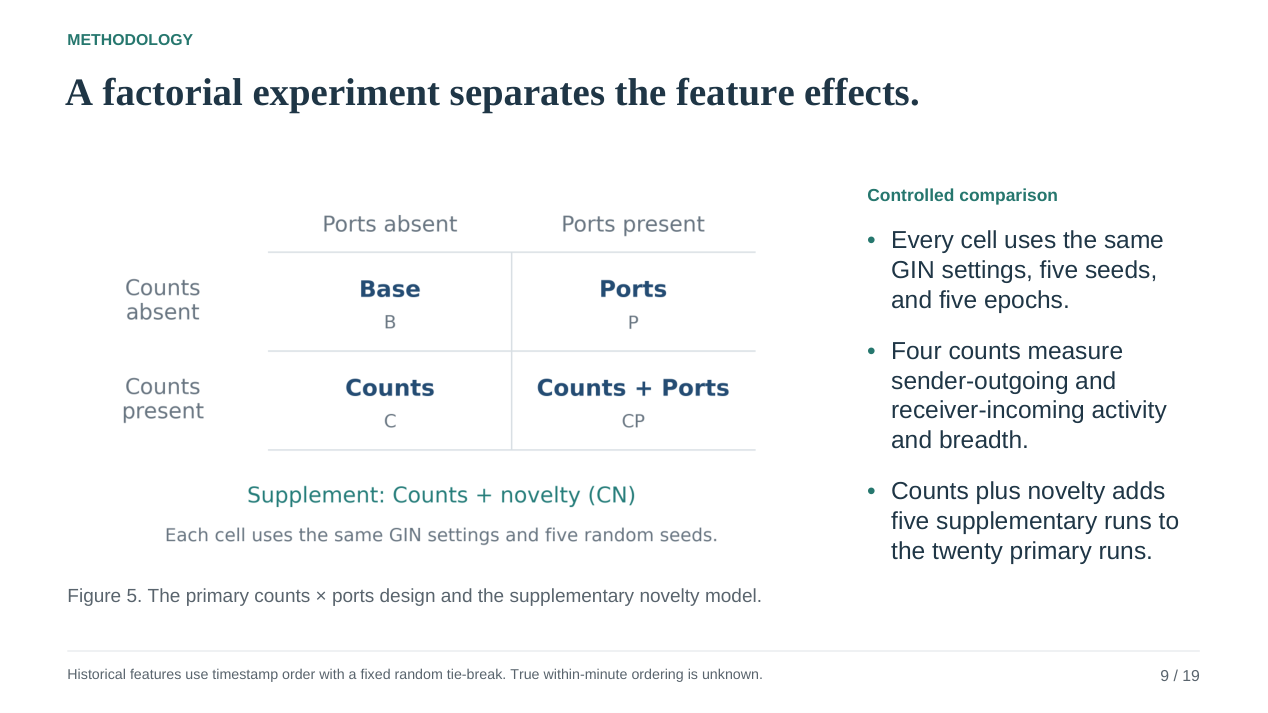 METHODOLOGY
A factorial experiment separates the feature effects.
Ports absent
Ports present
Counts
absent
Base
B
Ports
P
Counts
present
Counts
C
Counts + Ports
CP
Supplement: Counts + novelty (CN)
Each cell uses the same GIN settings and five random seeds.
Figure 5. The primary counts × ports design and the supplementary novelty model.
Controlled comparison
• Every cell uses the same
GIN settings, five seeds,
and five epochs.
• Four counts measure
sender-outgoing and
receiver-incoming activity
and breadth.
• Counts plus novelty adds
five supplementary runs to
the twenty primary runs.
Historical features use timestamp order with a fixed random tie-break. True within-minute ordering is unknown.
9 / 19